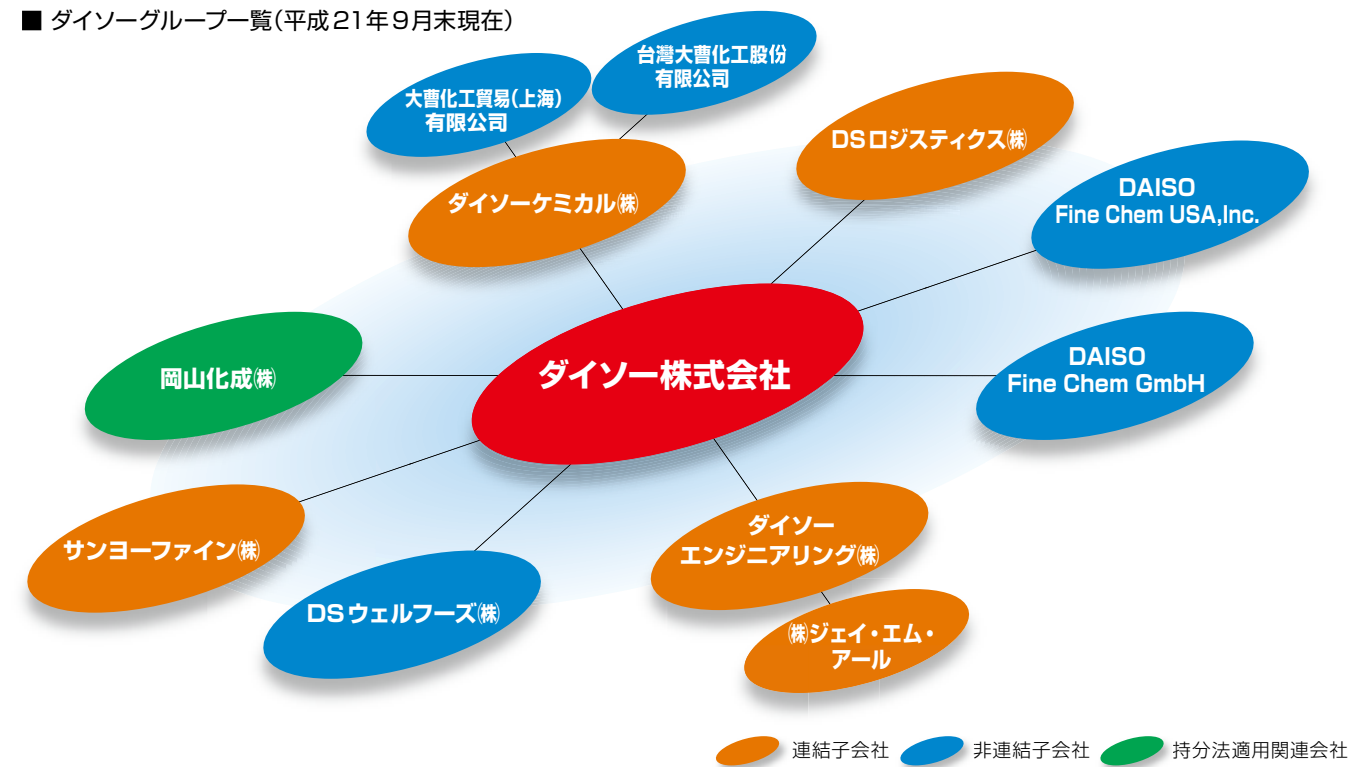 ■ ダイソーグループ一覧(平成21年9月末現在)
台灣大曹化工股份
有限公司
大曹化工貿易(上海)
有限公司
DSロジスティクス㈱
ダイソーケミカル㈱
DAISO
Fine Chem USA,Inc.
岡山化成㈱
ダイソー株式会社
DAISO
Fine Chem GmbH
サンヨーファイン㈱
ダイソー
エンジニアリング㈱
DSウェルフーズ㈱
㈱ジェイ・エム・
アール
連結子会社
非連結子会社
持分法適用関連会社